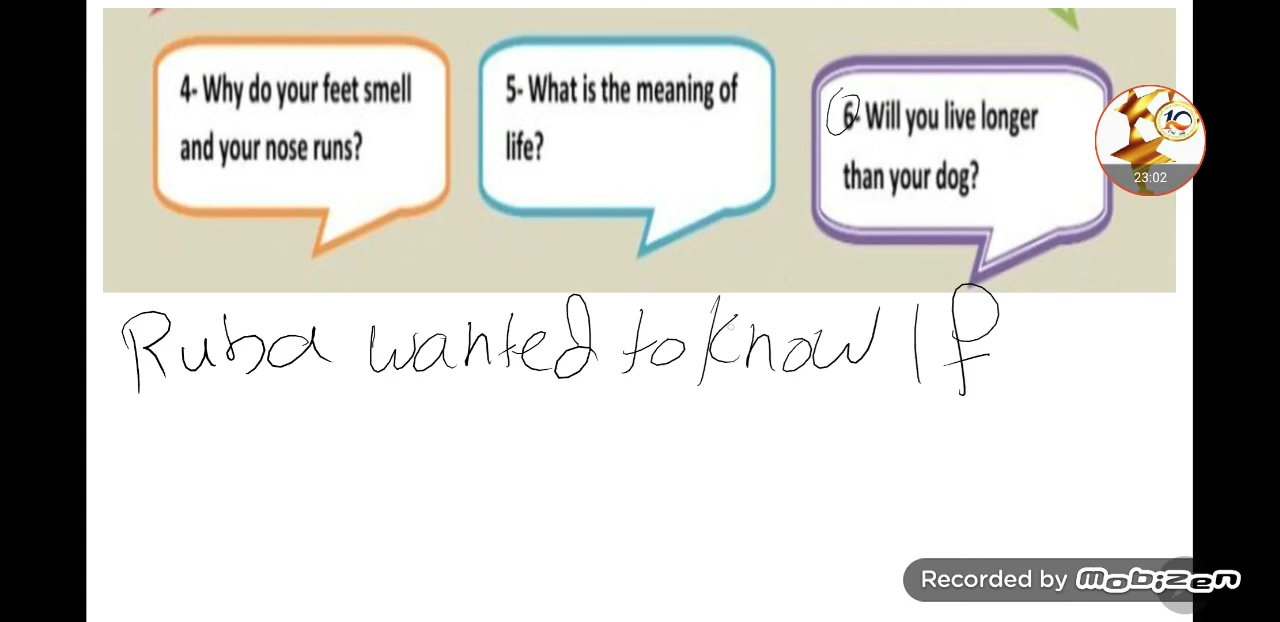 4- Why do your feet smell
and your nose runs?
5- What is the meaning of
life?
6- Will you live longer
than your dog?
10
23:02
Ruba wanted to know If
Recorded by Mobizen